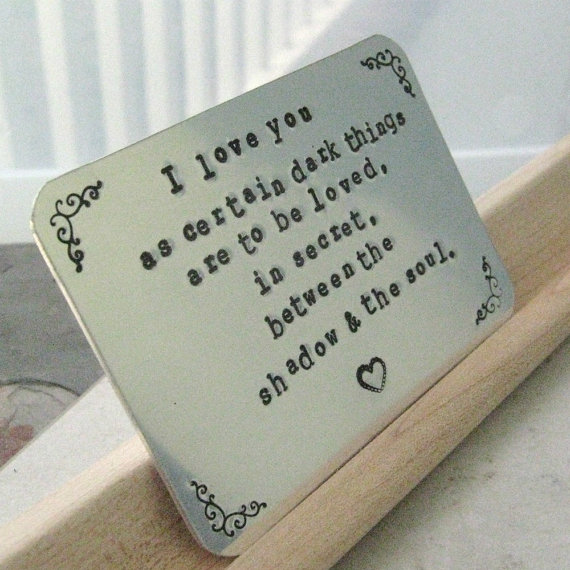 I love you
as certain dark things
are to be loved,
in secret,
between the
shadow & the soul.